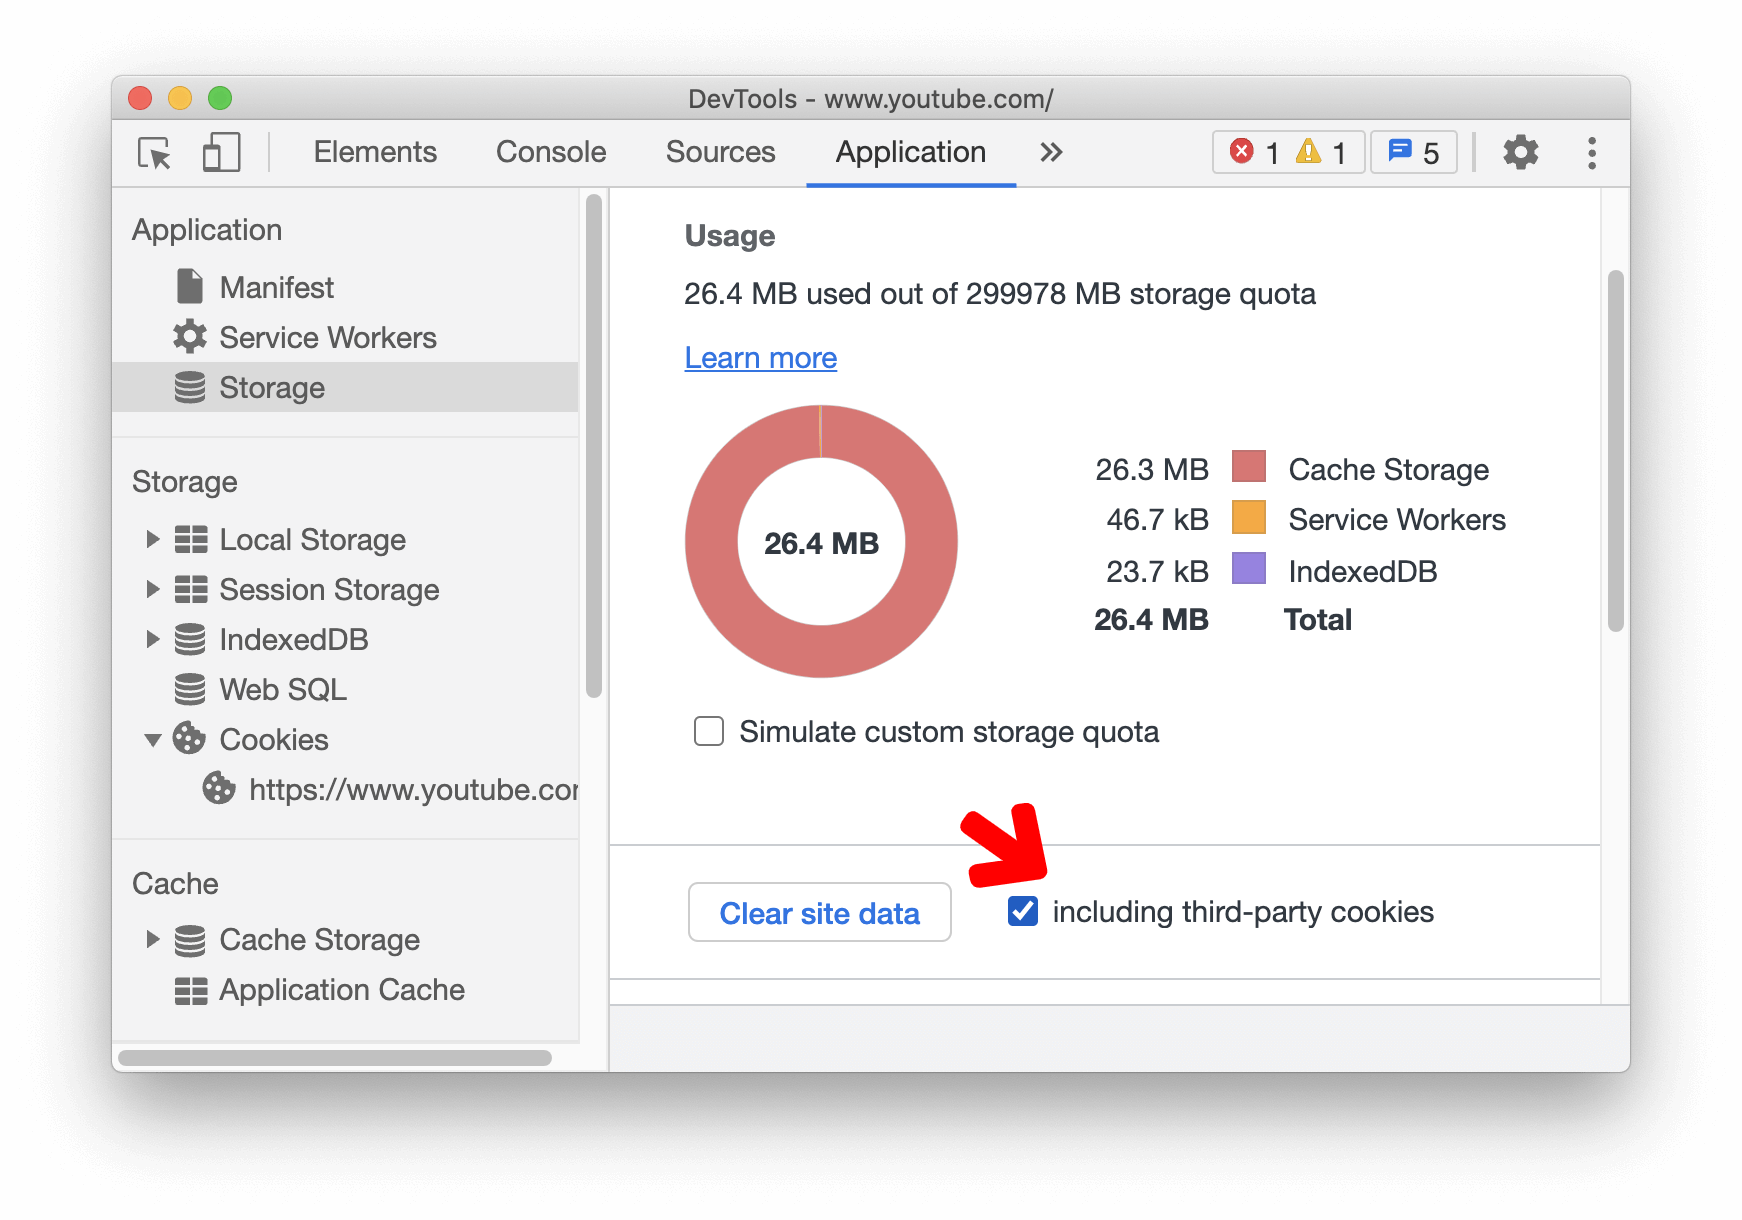 DevTools - www.youtube.com/
Elements
Console
Sources
Application
1
1
5
Application
Manifest
Service Workers
Storage
Storage
Local Storage
Session Storage
IndexedDB
Web SQL
Cookies
https://www.youtube.com
Cache
Cache Storage
Application Cache
Usage
26.4 MB used out of 299978 MB storage quota
Learn more
26.4 MB
26.3 MB Cache Storage
46.7 kB Service Workers
23.7 kB IndexedDB
26.4 MB Total
Simulate custom storage quota
Clear site data
including third-party cookies